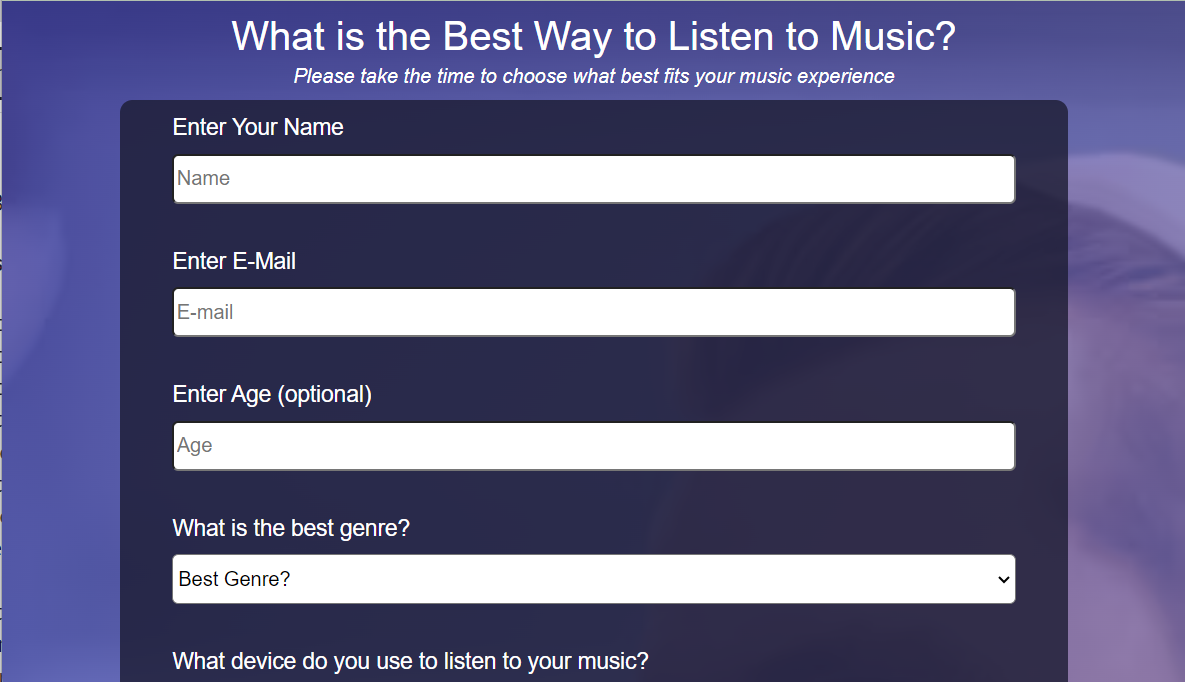 What is the Best Way to Listen to Music?
Please take the time to choose what best fits your music experience
Enter Your Name
Name
Enter E-Mail
E-mail
Enter Age (optional)
Age
What is the best genre?
Best Genre?
What device do you use to listen to your music?